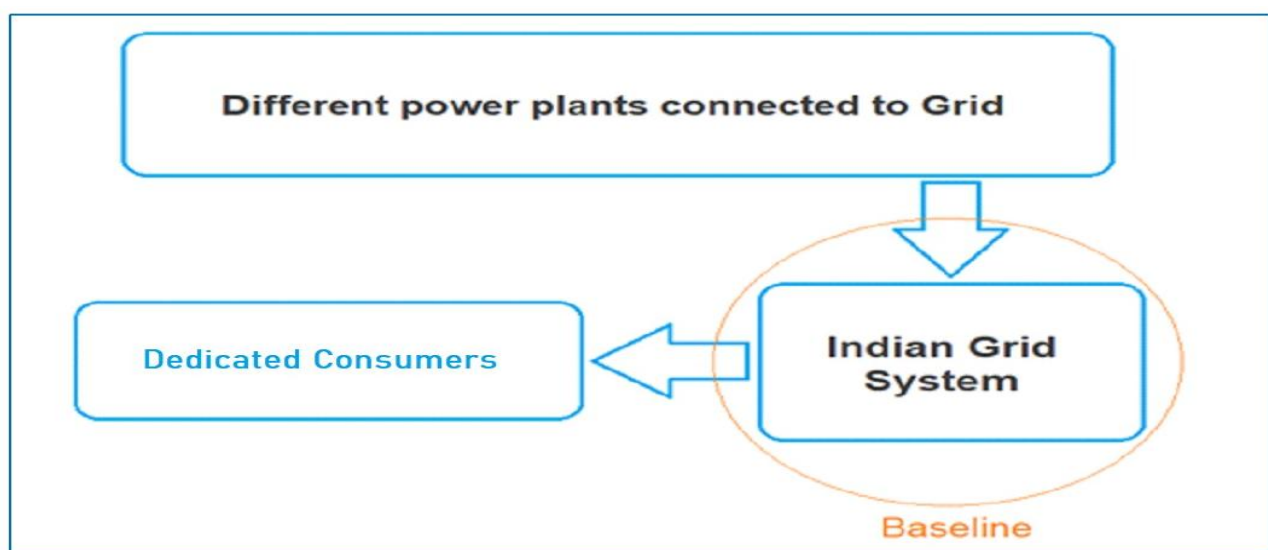 Different power plants connected to Grid
Dedicated Consumers
Indian Grid
System
Baseline